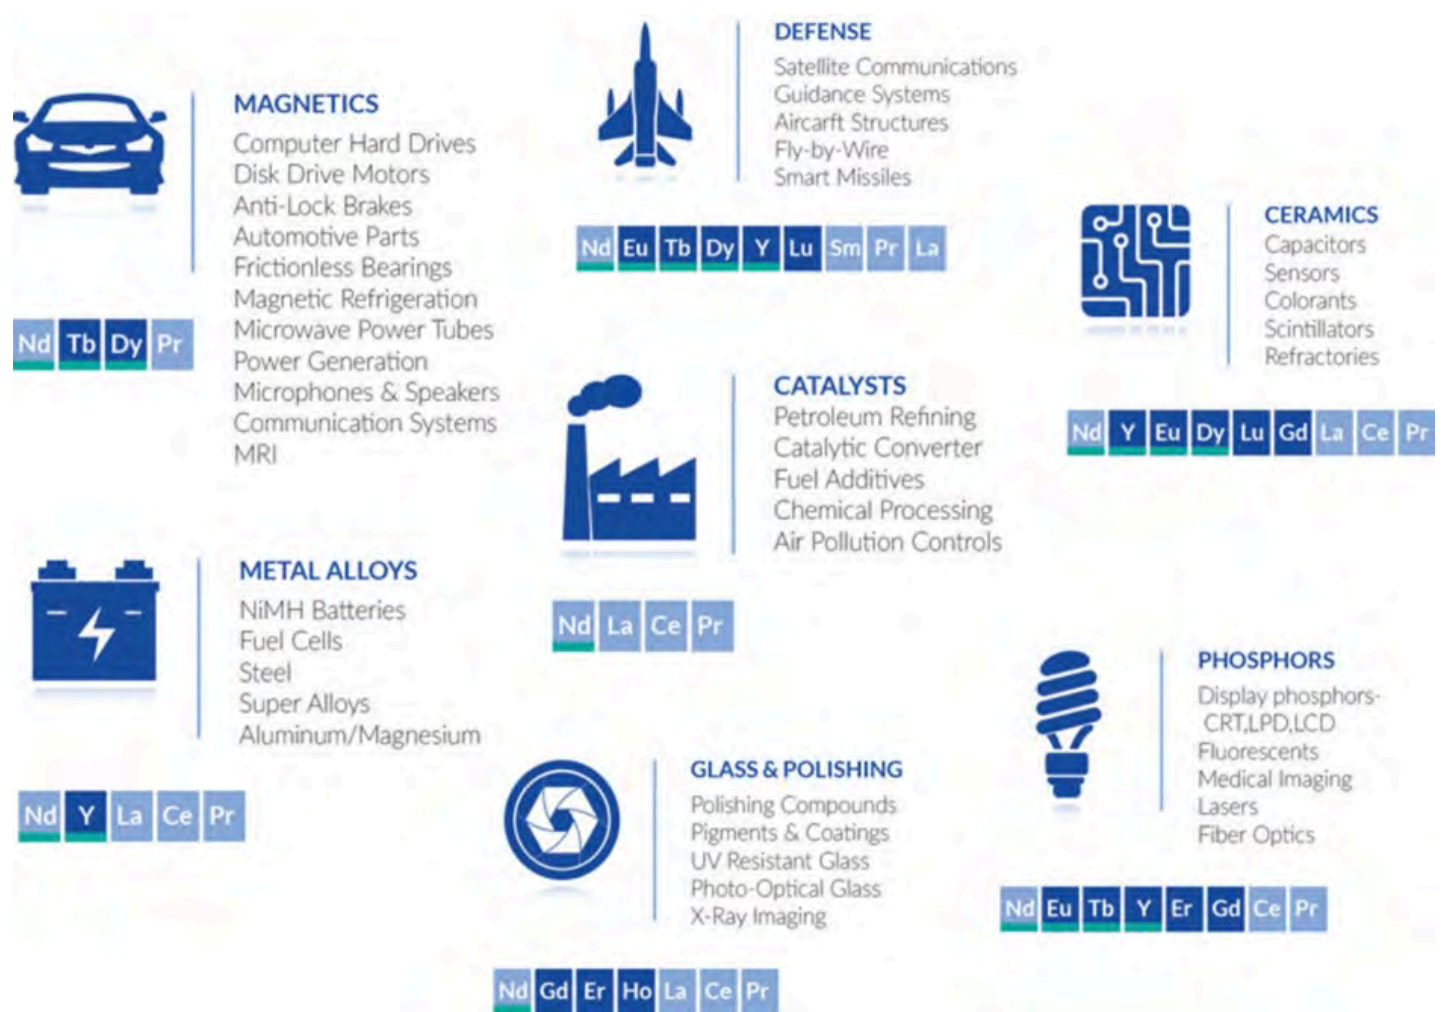 MAGNETICS
Computer Hard Drives
Disk Drive Motors
Anti-Lock Brakes
Automotive Parts
Frictionless Bearings
Magnetic Refrigeration
Microwave Power Tubes
Power Generation
Microphones & Speakers
Communication Systems
MRI
Nd Tb Dy Pr
DEFENSE
Satellite Communications
Guidance Systems
Aircarft Structures
Fly-by-Wire
Smart Missiles
Nd Eu Tb Dy Y Lu Sm Pr La
CERAMICS
Capacitors
Sensors
Colorants
Scintillators
Refractories
Nd Y Eu Dy Lu Gd La Ce Pr
CATALYSTS
Petroleum Refining
Catalytic Converter
Fuel Additives
Chemical Processing
Air Pollution Controls
Nd La Ce Pr
METAL ALLOYS
NiMH Batteries
Fuel Cells
Steel
Super Alloys
Aluminum/Magnesium
Nd Y La Ce Pr
GLASS & POLISHING
Polishing Compounds
Pigments & Coatings
UV Resistant Glass
Photo-Optical Glass
X-Ray Imaging
Nd Gd Er Ho La Ce Pr
PHOSPHORS
Display phosphors-
CRT,LPD,LCD
Fluorescents
Medical Imaging
Lasers
Fiber Optics
Nd Eu Tb Y Er Gd Ce Pr